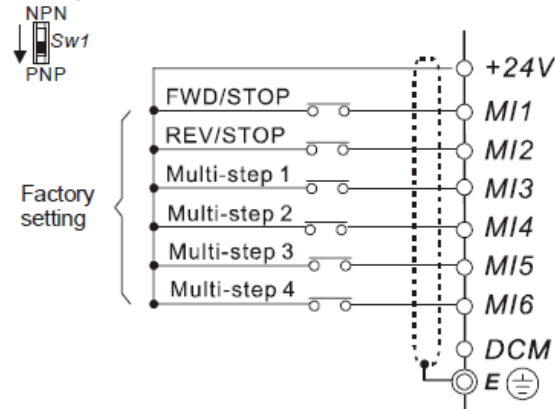 NPN
Sw1
PNP
+24V
FWD/STOP
MI1
REV/STOP
MI2
Multi-step 1
MI3
Factory
setting
Multi-step 2
MI4
Multi-step 3
MI5
Multi-step 4
MI6
DCM
E